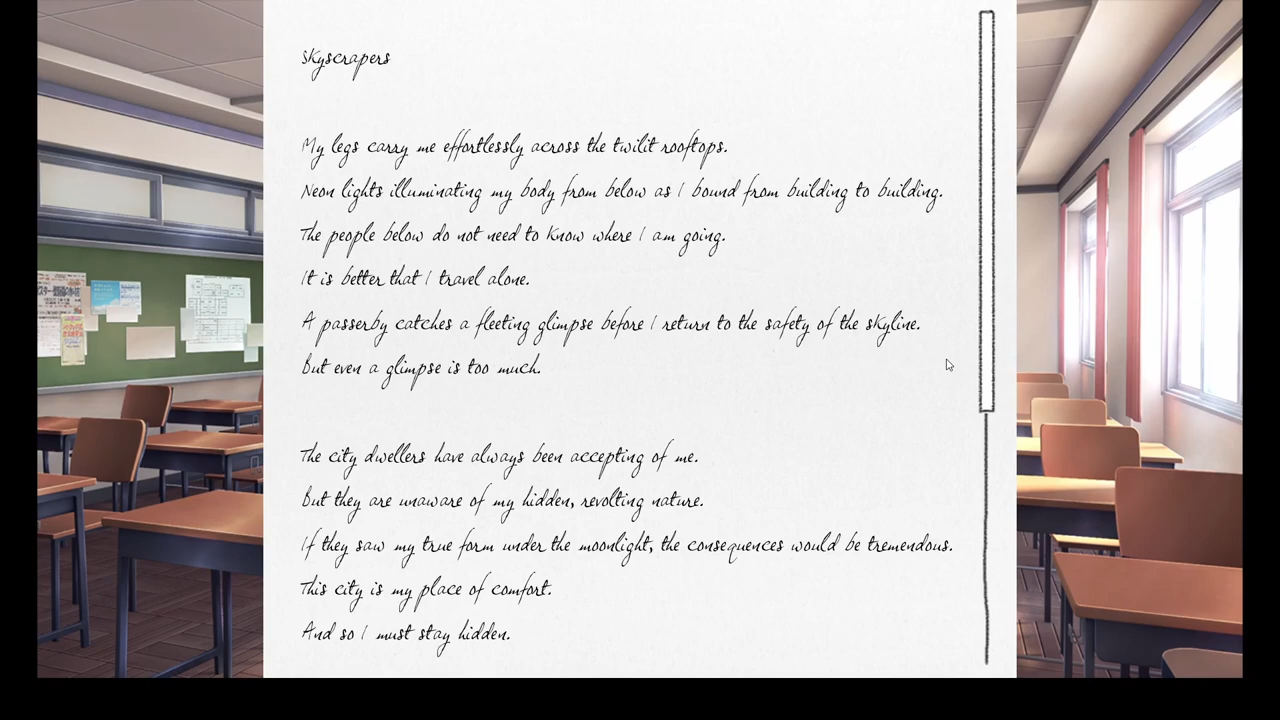 Skyscrapers
My legs carry me effortlessly across the twilit rooftops.
Neon lights illuminating my body from below as I bound from building to building.
The people below do not need to know where I am going.
It is better that I travel alone.
A passerby catches a fleeting glimpse before I return to the safety of the skyline.
But even a glimpse is too much.
The city dwellers have always been accepting of me.
But they are unaware of my hidden, revolting nature.
If they saw my true form under the moonlight, the consequences would be tremendous.
This city is my place of comfort.
And so I must stay hidden.